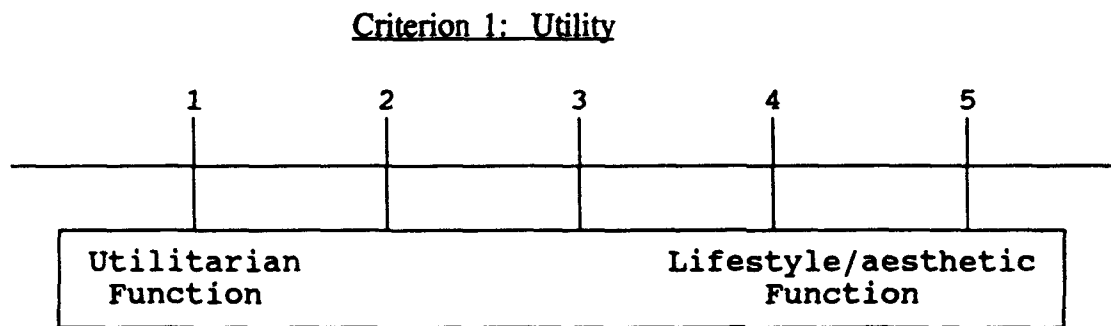 Criterion 1: Utility
1 2 3 4 5
Utilitarian Lifestyle/aesthetic
Function Function